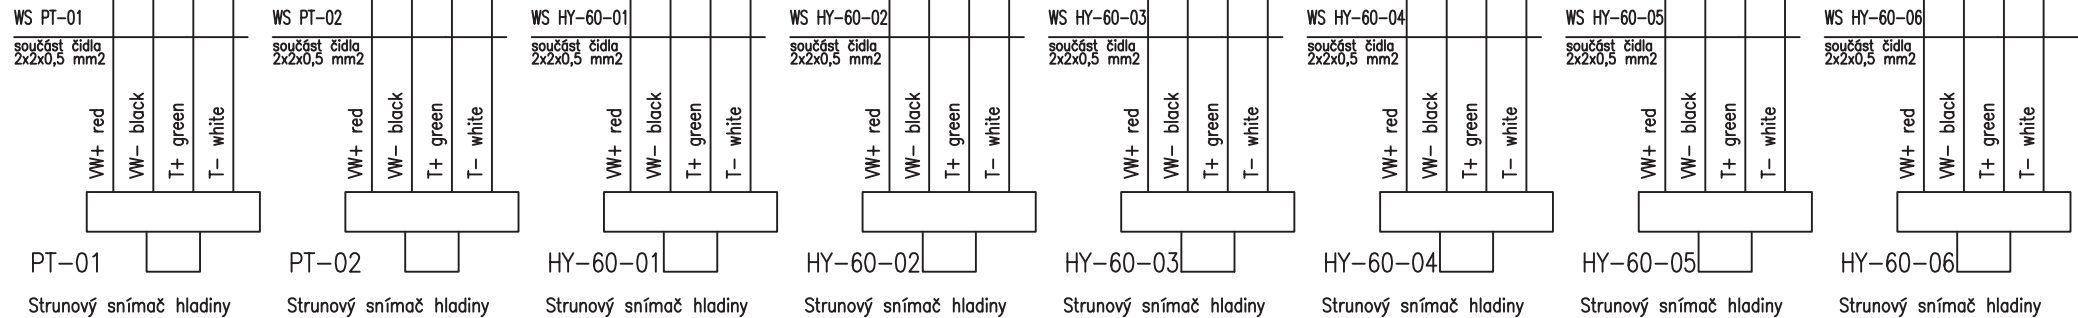 WS PT-01
součást čidla
2x2x0,5 mm2
VW+ red
VW- black
T+ green
T- white
PT-01
Strunový snímač hladiny
WS PT-02
součást čidla
2x2x0,5 mm2
VW+ red
VW- black
T+ green
T- white
PT-02
Strunový snímač hladiny
WS HY-60-01
součást čidla
2x2x0,5 mm2
VW+ red
VW- black
T+ green
T- white
HY-60-01
Strunový snímač hladiny
WS HY-60-02
součást čidla
2x2x0,5 mm2
VW+ red
VW- black
T+ green
T- white
HY-60-02
Strunový snímač hladiny
WS HY-60-03
součást čidla
2x2x0,5 mm2
VW+ red
VW- black
T+ green
T- white
HY-60-03
Strunový snímač hladiny
WS HY-60-04
součást čidla
2x2x0,5 mm2
VW+ red
VW- black
T+ green
T- white
HY-60-04
Strunový snímač hladiny
WS HY-60-05
součást čidla
2x2x0,5 mm2
VW+ red
VW- black
T+ green
T- white
HY-60-05
Strunový snímač hladiny
WS HY-60-06
součást čidla
2x2x0,5 mm2
VW+ red
VW- black
T+ green
T- white
HY-60-06
Strunový snímač hladiny